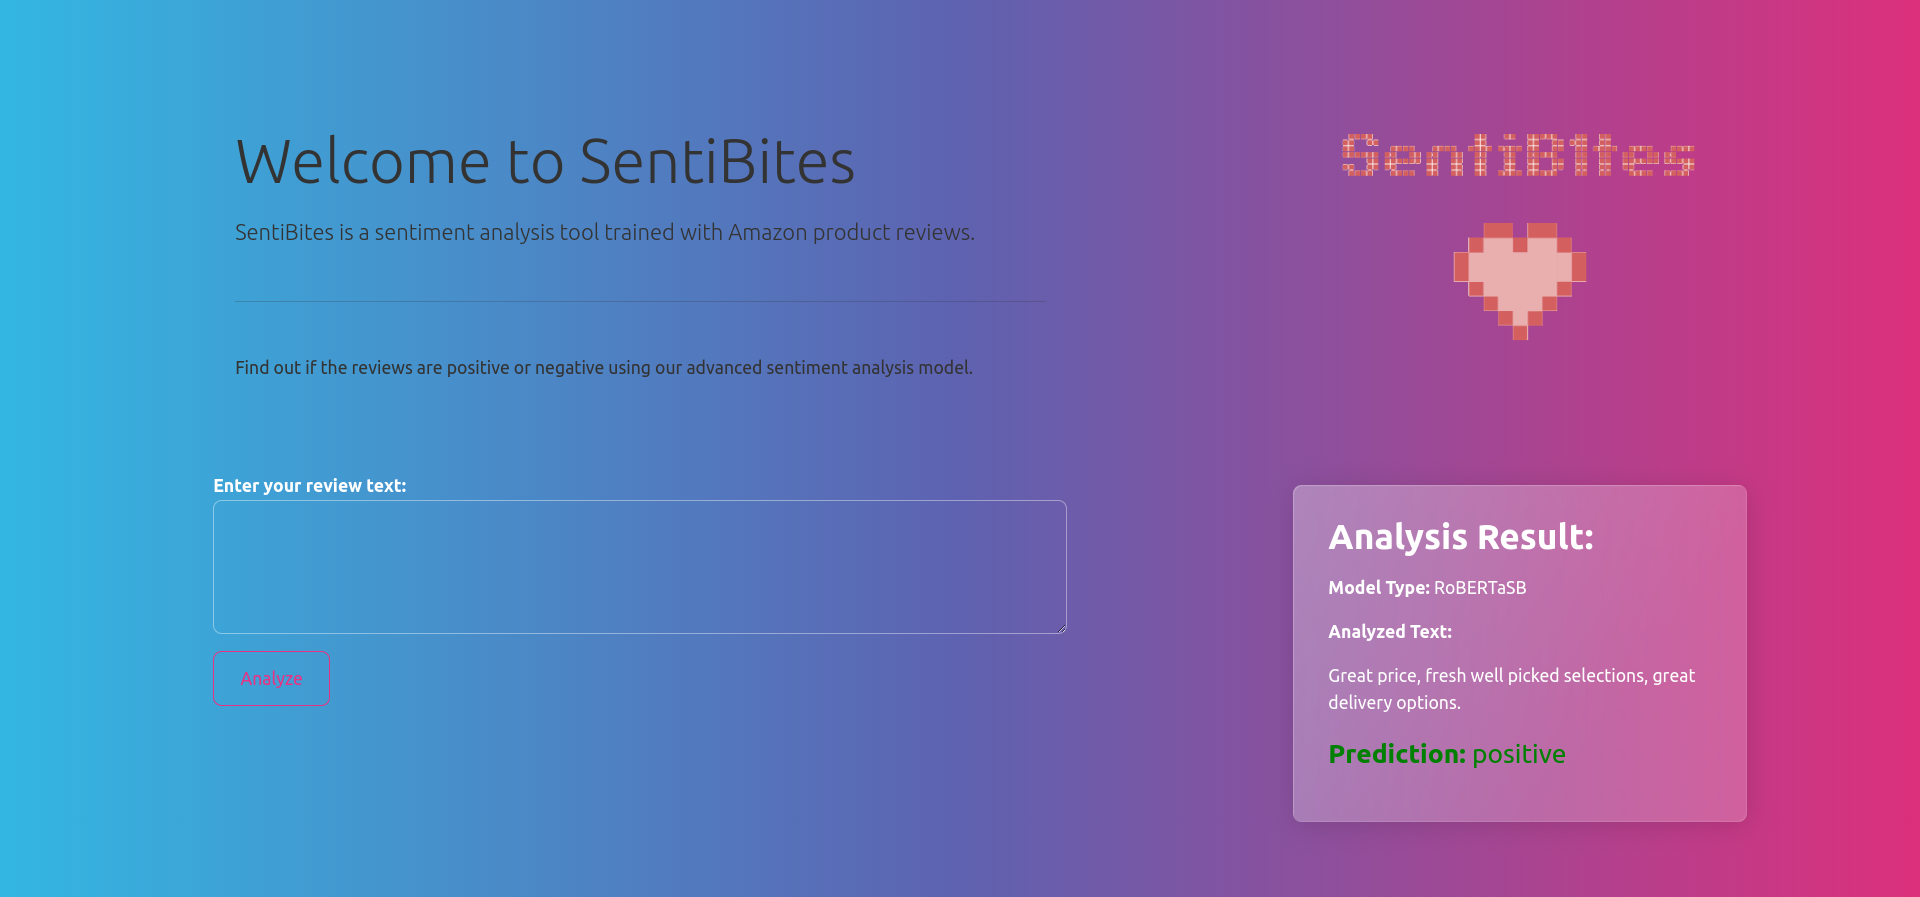 Welcome to SentiBites
SentiBites is a sentiment analysis tool trained with Amazon product reviews.
Find out if the reviews are positive or negative using our advanced sentiment analysis model.
SentiBites
Enter your review text:
Analyze
Analysis Result:
Model Type: RoBERTaSB
Analyzed Text:
Great price, fresh well picked selections, great
delivery options.
Prediction: positive